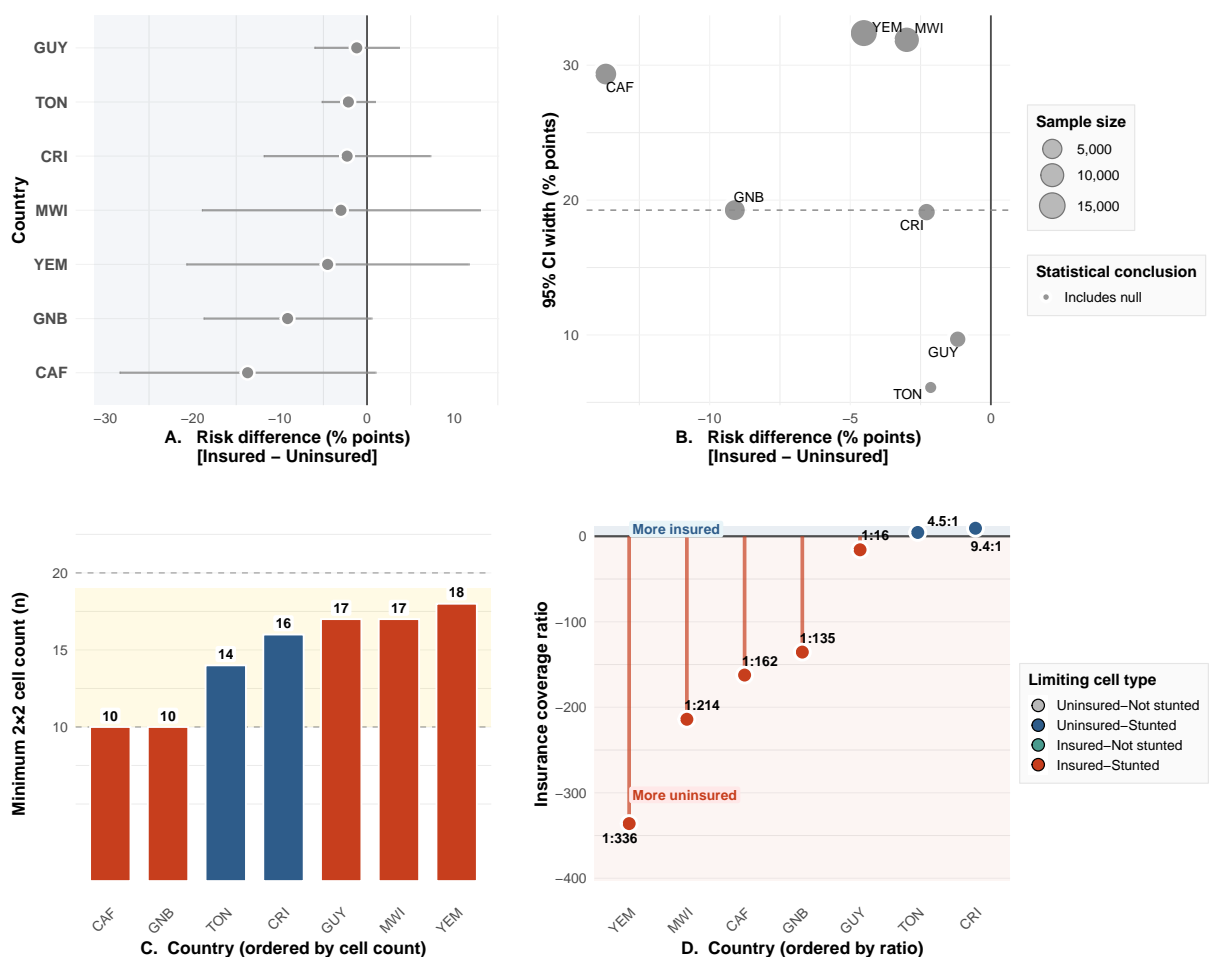 GUY
TON
CRI
MWI
YEM
GNB
CAF
Country
−30
−20
−10
0
10
A. Risk difference (% points)
[Insured − Uninsured]
YEM
MWI
CAF
GNB
CRI
GUY
TON
30
20
10
95% CI width (% points)
−10
−5
0
B. Risk difference (% points)
[Insured − Uninsured]
Sample size
5,000
10,000
15,000
Statistical conclusion
Includes null
20
15
10
Minimum 2×2 cell count (n)
10
10
14
16
17
17
18
CAF
GNB
TON
CRI
GUY
MWI
YEM
C. Country (ordered by cell count)
0
−100
−200
−300
−400
Insurance coverage ratio
More insured
More uninsured
1:336
1:214
1:162
1:135
1:16
4.5:1
9.4:1
YEM
MWI
CAF
GNB
GUY
TON
CRI
D. Country (ordered by ratio)
Limiting cell type
Uninsured−Not stunted
Uninsured−Stunted
Insured−Not stunted
Insured−Stunted